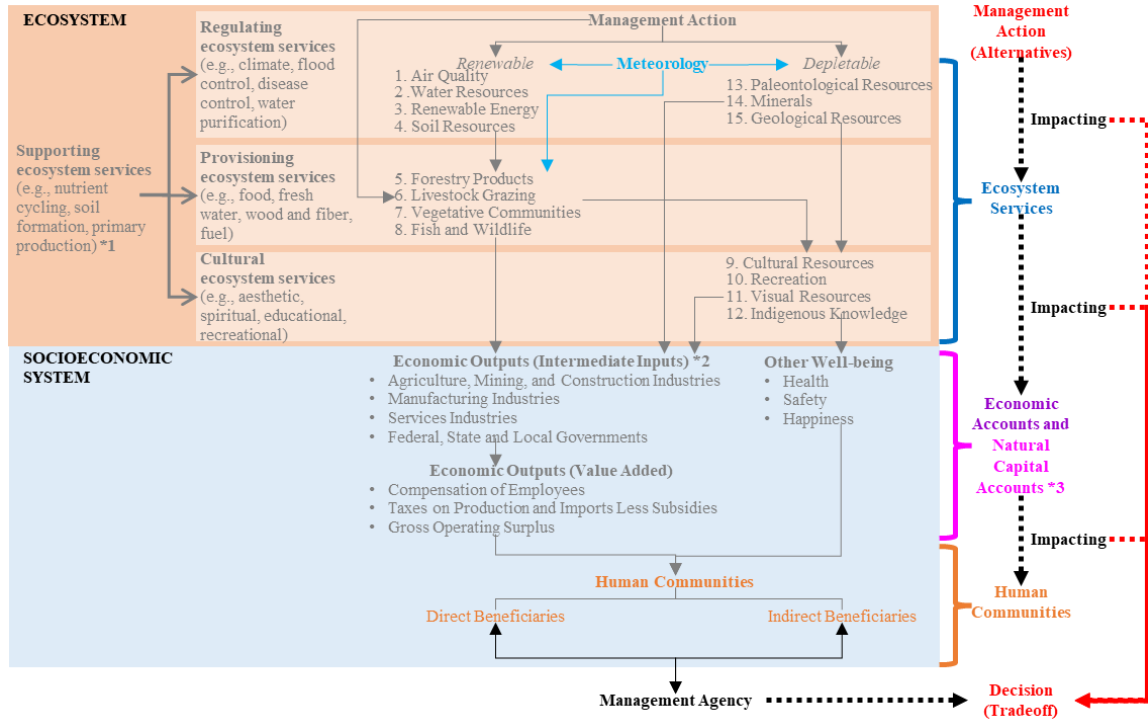 ECOSYSTEM
Regulating
ecosystem services
(e.g., climate, flood
control, disease
control, water
purification)
Management Action
Renewable
Meteorology
Depletable
1. Air Quality
2. Water Resources
3. Renewable Energy
4. Soil Resources
13. Paleontological Resources
14. Minerals
15. Geological Resources
Supporting
ecosystem services
(e.g., nutrient
cycling, soil
formation, primary
production) *1
Provisioning
ecosystem services
(e.g., food, fresh
water, wood and fiber,
fuel)
5. Forestry Products
6. Livestock Grazing
7. Vegetative Communities
8. Fish and Wildlife
Cultural
ecosystem services
(e.g., aesthetic,
spiritual, educational,
recreational)
9. Cultural Resources
10. Recreation
11. Visual Resources
12. Indigenous Knowledge
SOCIOECONOMIC
SYSTEM
Economic Outputs (Intermediate Inputs) *2
• Agriculture, Mining, and Construction Industries
• Manufacturing Industries
• Services Industries
• Federal, State and Local Governments
Other Well-being
• Health
• Safety
• Happiness
Economic Outputs (Value Added)
• Compensation of Employees
• Taxes on Production and Imports Less Subsidies
• Gross Operating Surplus
Human Communities
Direct Beneficiaries
Indirect Beneficiaries
Management Agency
Management
Action
(Alternatives)
Impacting
Ecosystem
Services
Impacting
Economic
Accounts and
Natural
Capital
Accounts *3
Impacting
Human
Communities
Decision
(Tradeoff)